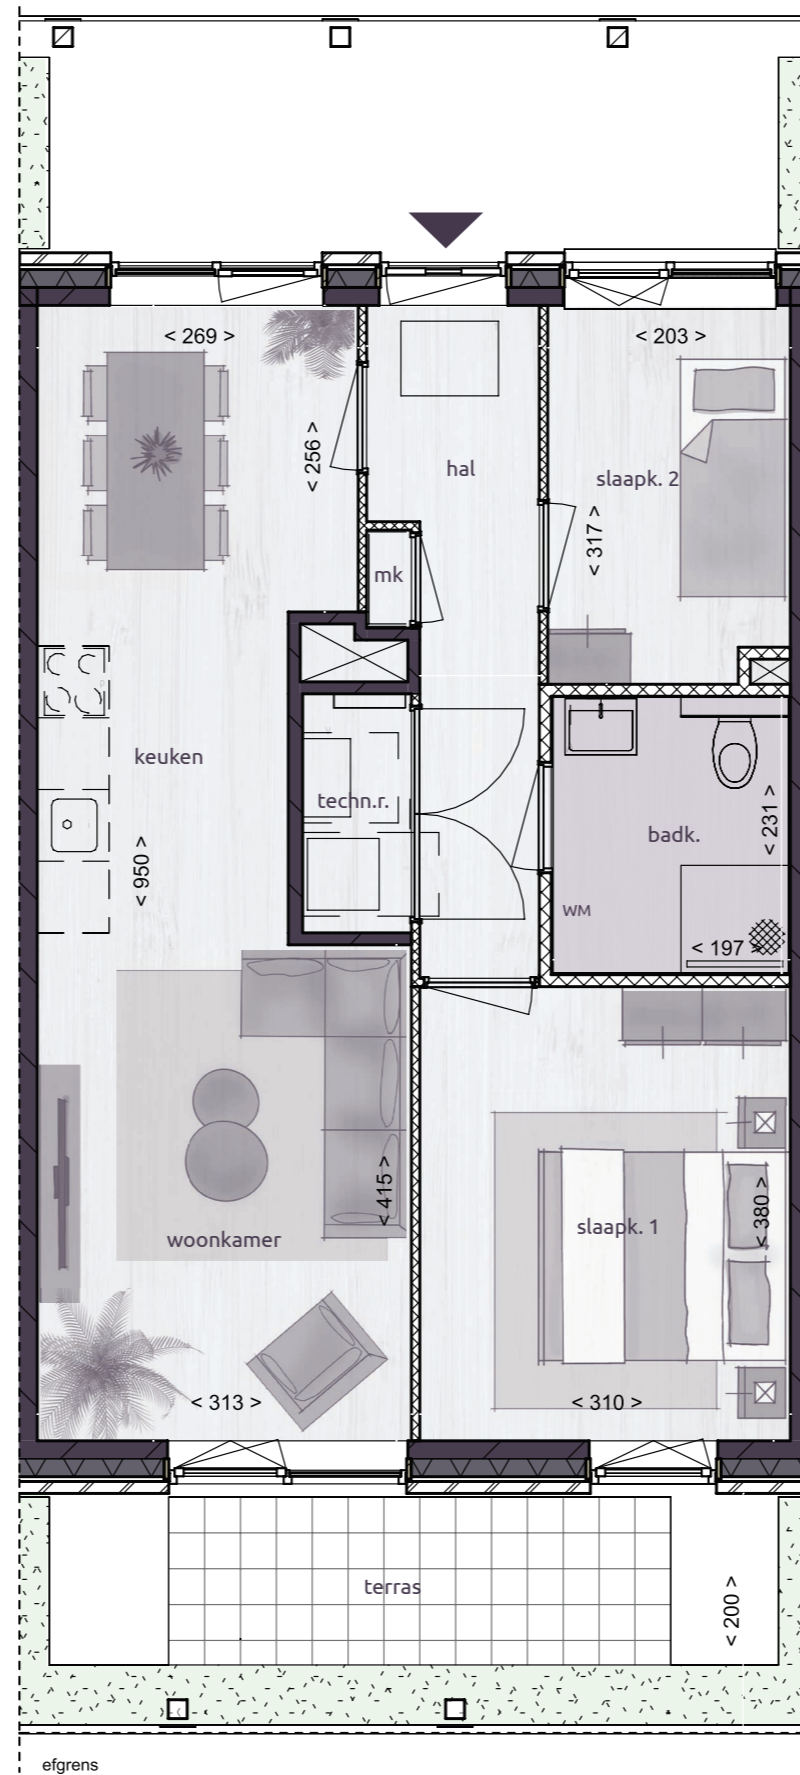 < 269 >
< 203 >
< 256 >
hal
slaapk. 2
< 317 >
mk
keuken
techn.r.
badk.
< 231 >
< 950 >
WM
< 197 >
< 415 >
< 380 >
slaapk. 1
woonkamer
< 313 >
< 310 >
terras
< 200 >
efgrens